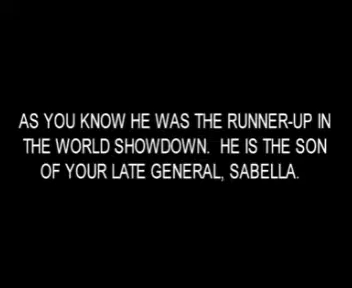 AS YOU KNOW HE WAS THE RUNNER-UP IN
THE WORLD SHOWDOWN. HE IS THE SON
OF YOUR LATE GENERAL, SABELLA.